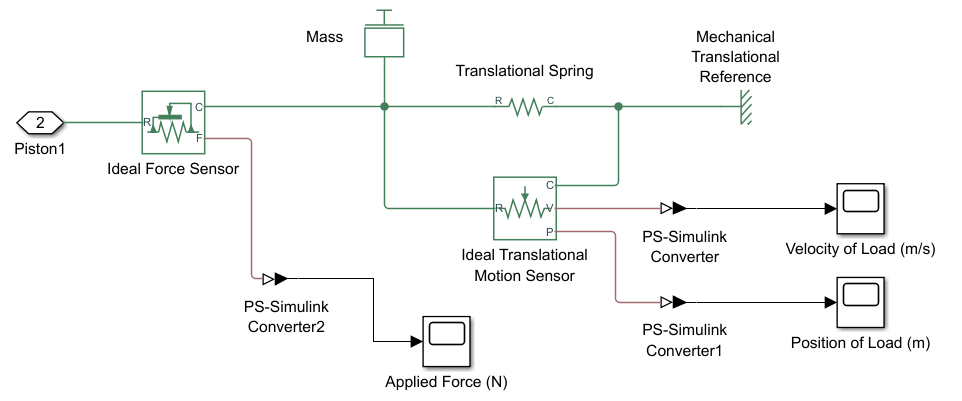 Mass
Mechanical
Translational
Reference
Translational Spring
R
C
2
Piston1
R
C
F
Ideal Force Sensor
R
C
V
P
Ideal Translational
Motion Sensor
PS-Simulink
Converter
Velocity of Load (m/s)
PS-Simulink
Converter2
PS-Simulink
Converter1
Position of Load (m)
Applied Force (N)